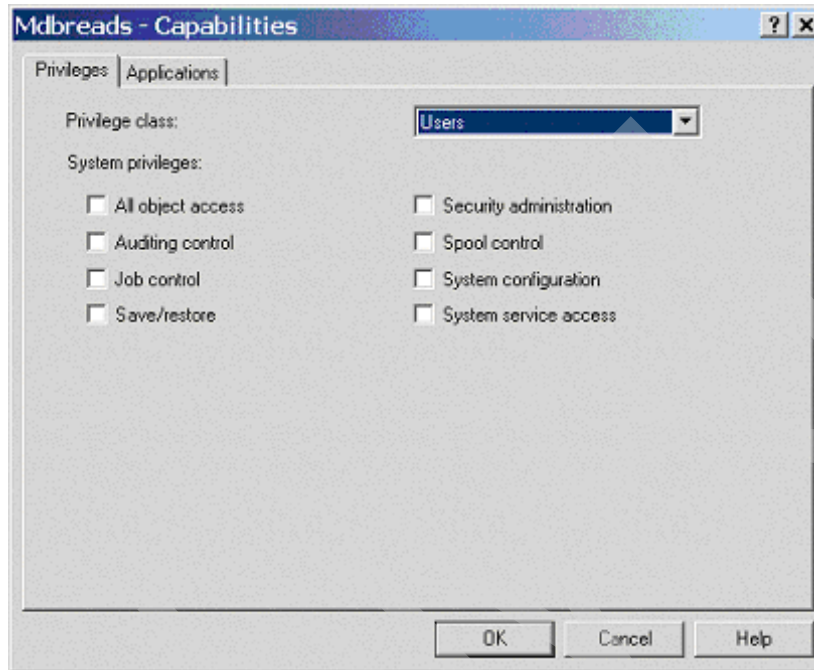 Mdbreads - Capabilities
Privileges Applications
Privilege class: Users
System privileges:
All object access Security administration
Auditing control Spool control
Job control System configuration
Save/restore System service access
OK Cancel Help